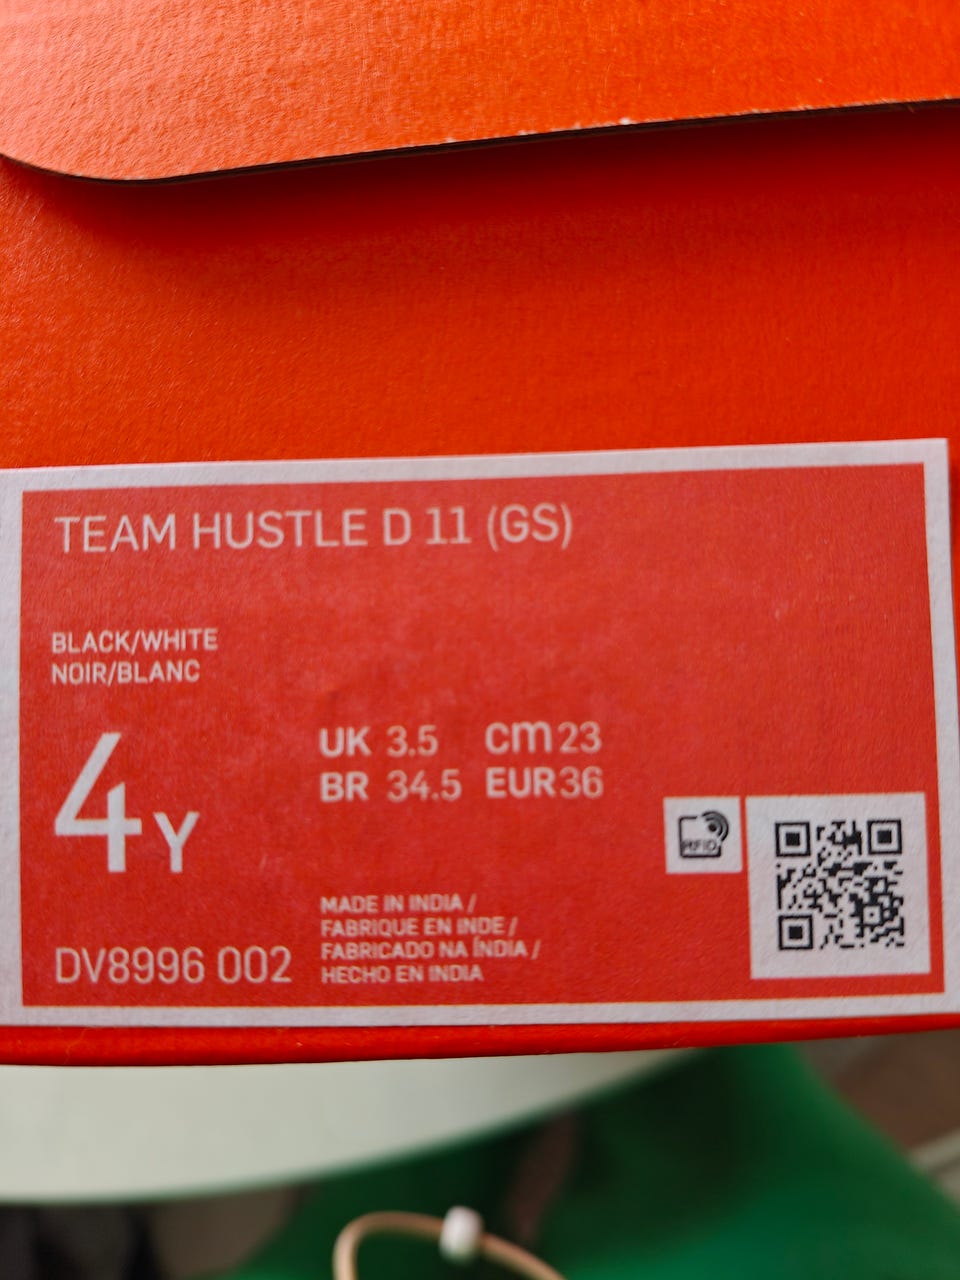 TEAM HUSTLE D 11 (GS)
BLACK/WHITE
NOIR/BLANC
4Y
UK 3.5 cm 23
BR 34.5 EUR 36
RFID
MADE IN INDIA /
FABRIQUE EN INDE /
FABRICADO NA ÍNDIA /
HECHO EN INDIA
DV8996 002